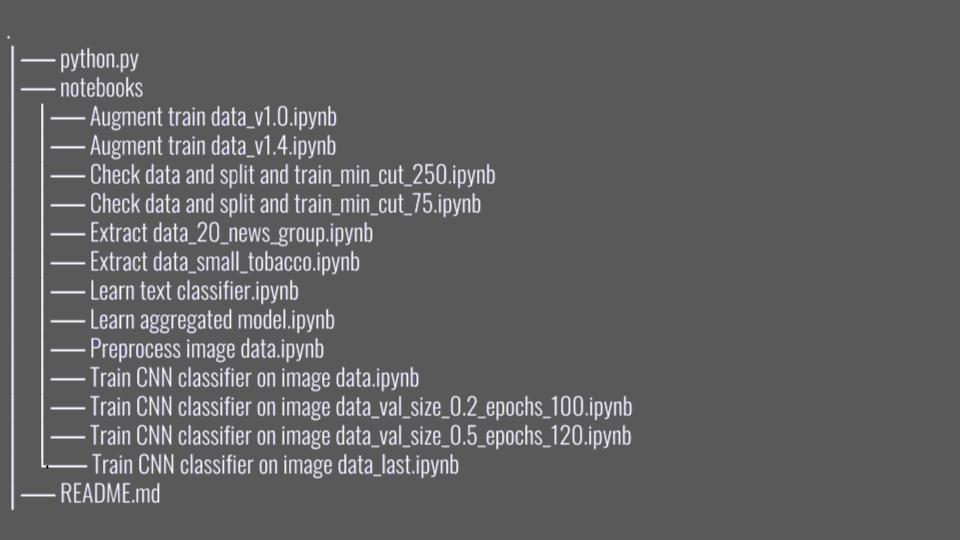 .
python.py
notebooks
Augment train data_v1.0.ipynb
Augment train data_v1.4.ipynb
Check data and split and train_min_cut_250.ipynb
Check data and split and train_min_cut_75.ipynb
Extract data_20_news_group.ipynb
Extract data_small_tobacco.ipynb
Learn text classifier.ipynb
Learn aggregated model.ipynb
Preprocess image data.ipynb
Train CNN classifier on image data.ipynb
Train CNN classifier on image data_val_size_0.2_epochs_100.ipynb
Train CNN classifier on image data_val_size_0.5_epochs_120.ipynb
Train CNN classifier on image data_last.ipynb
README.md